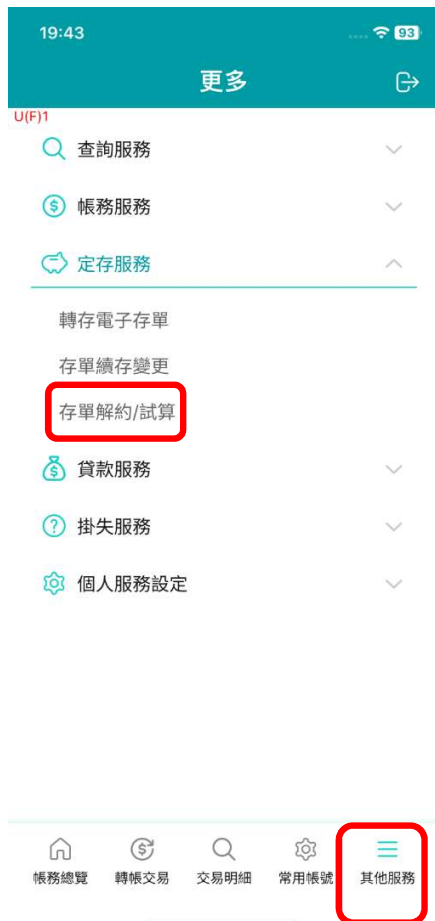 19:43
93
更多
U(F)1
查詢服務
帳務服務
定存服務
轉存電子存單
存單續存變更
存單解約/試算
貸款服務
掛失服務
個人服務設定
帳務總覽 轉帳交易 交易明細 常用帳號 其他服務